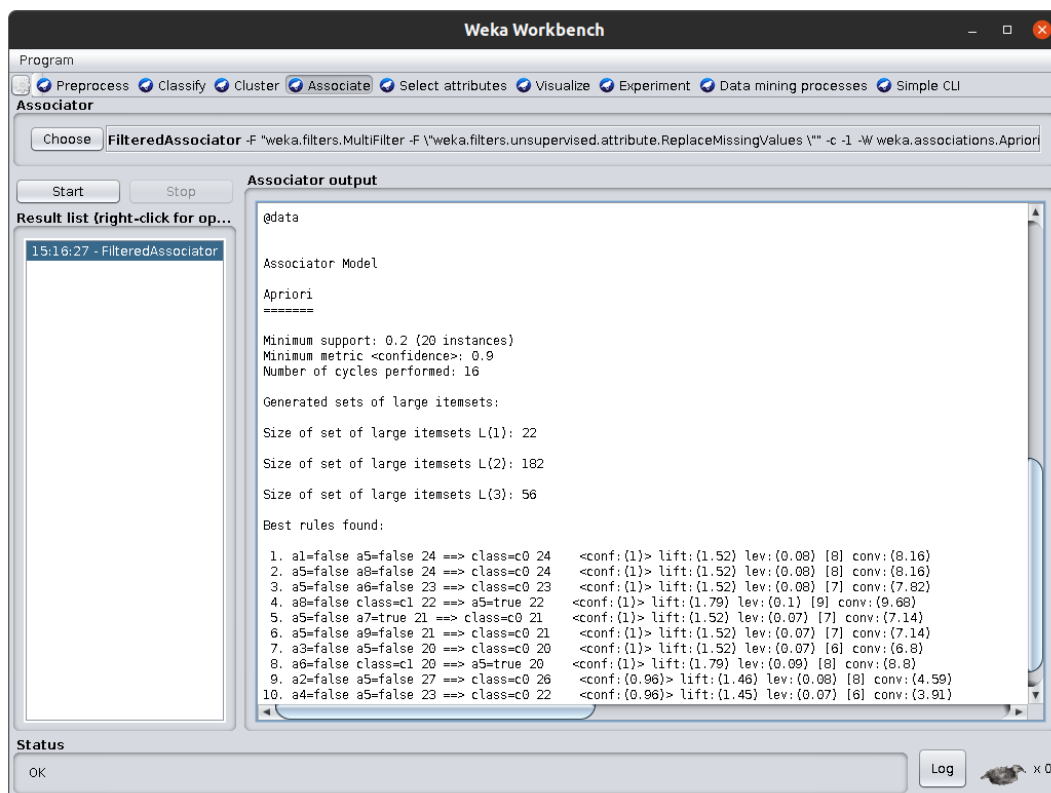 Weka Workbench
Program
Preprocess Classify Cluster Associate Select attributes Visualize Experiment Data mining processes Simple CLI
Associator
Choose FilteredAssociator -F "weka.filters.MultiFilter -F \"weka.filters.unsupervised.attribute.ReplaceMissingValues \"" -c -1 -W weka.associations.Apriori
Start Stop
Result list (right-click for op...
15:16:27 - FilteredAssociator
Associator output
@data
Associator Model
Apriori
=======
Minimum support: 0.2 (20 instances)
Minimum metric <confidence>: 0.9
Number of cycles performed: 16
Generated sets of large itemsets:
Size of set of large itemsets L(1): 22
Size of set of large itemsets L(2): 182
Size of set of large itemsets L(3): 56
Best rules found:
1. a1=false a5=false 24 ==> class=c0 24 <conf:(1)> lift:(1.52) lev:(0.08) [8] conv:(8.16)
2. a5=false a8=false 24 ==> class=c0 24 <conf:(1)> lift:(1.52) lev:(0.08) [8] conv:(8.16)
3. a5=false a6=false 23 ==> class=c0 23 <conf:(1)> lift:(1.52) lev:(0.08) [7] conv:(7.82)
4. a8=false class=c1 22 ==> a5=true 22 <conf:(1)> lift:(1.79) lev:(0.1) [9] conv:(9.68)
5. a5=false a7=true 21 ==> class=c0 21 <conf:(1)> lift:(1.52) lev:(0.07) [7] conv:(7.14)
6. a5=false a9=false 21 ==> class=c0 21 <conf:(1)> lift:(1.52) lev:(0.07) [7] conv:(7.14)
7. a3=false a5=false 20 ==> class=c0 20 <conf:(1)> lift:(1.52) lev:(0.07) [6] conv:(6.8)
8. a6=false class=c1 20 ==> a5=true 20 <conf:(1)> lift:(1.79) lev:(0.09) [8] conv:(8.8)
9. a2=false a5=false 27 ==> class=c0 26 <conf:(0.96)> lift:(1.46) lev:(0.08) [8] conv:(4.59)
10. a4=false a5=false 23 ==> class=c0 22 <conf:(0.96)> lift:(1.45) lev:(0.07) [6] conv:(3.91)
Status
OK
Log
x 0